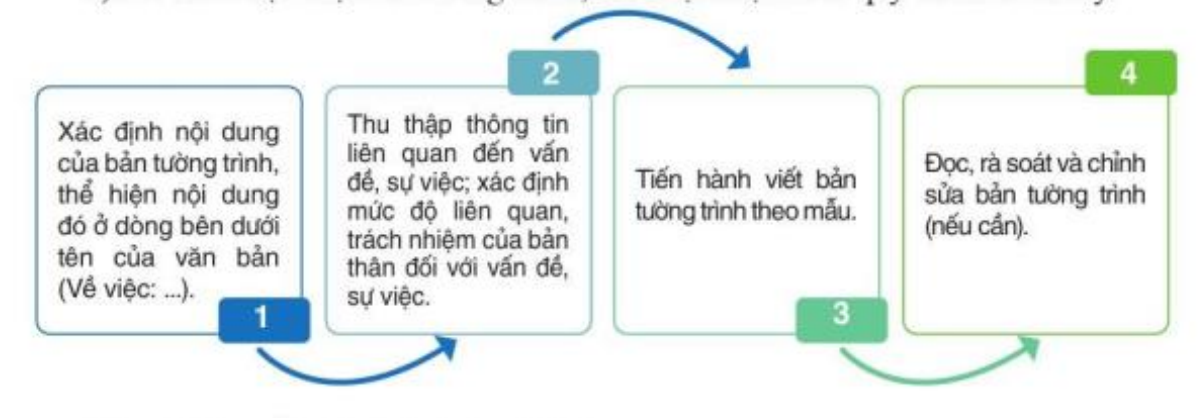 Xác định nội dung
của bản tường trình,
thể hiện nội dung
đó ở dòng bên dưới
tên của văn bản
(Về việc: ...).
1
2
Thu thập thông tin
liên quan đến vấn
đề, sự việc; xác định
mức độ liên quan,
trách nhiệm của bản
thân đối với vấn đề,
sự việc.
Tiến hành viết bản
tường trình theo mẫu.
3
4
Đọc, rà soát và chỉnh
sửa bản tường trình
(nếu cần).